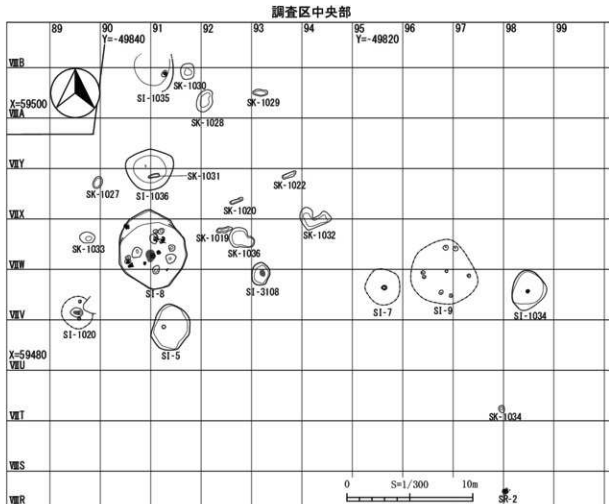 調査区中央部
89 90 91 92 93 95 96 97 98 99
Y=-49840 Y=-49820
ⅧB
SK-1030
SI-1035
SK-1029
X=59500
ⅧA
SK-1028
ⅦY
SK-1031
SK-1022
SK-1027
SI-1036
SK-1020
ⅦX
SK-1019
SK-1032
SK-1033
SK-1036
ⅦW
SI-8
SI-3108
SI-7
SI-9
SI-1034
ⅦV
SI-1020
SI-5
X=59480
ⅦU
ⅦT
SK-1034
ⅦS
0 S=1/300 10m
SR-2
ⅦR